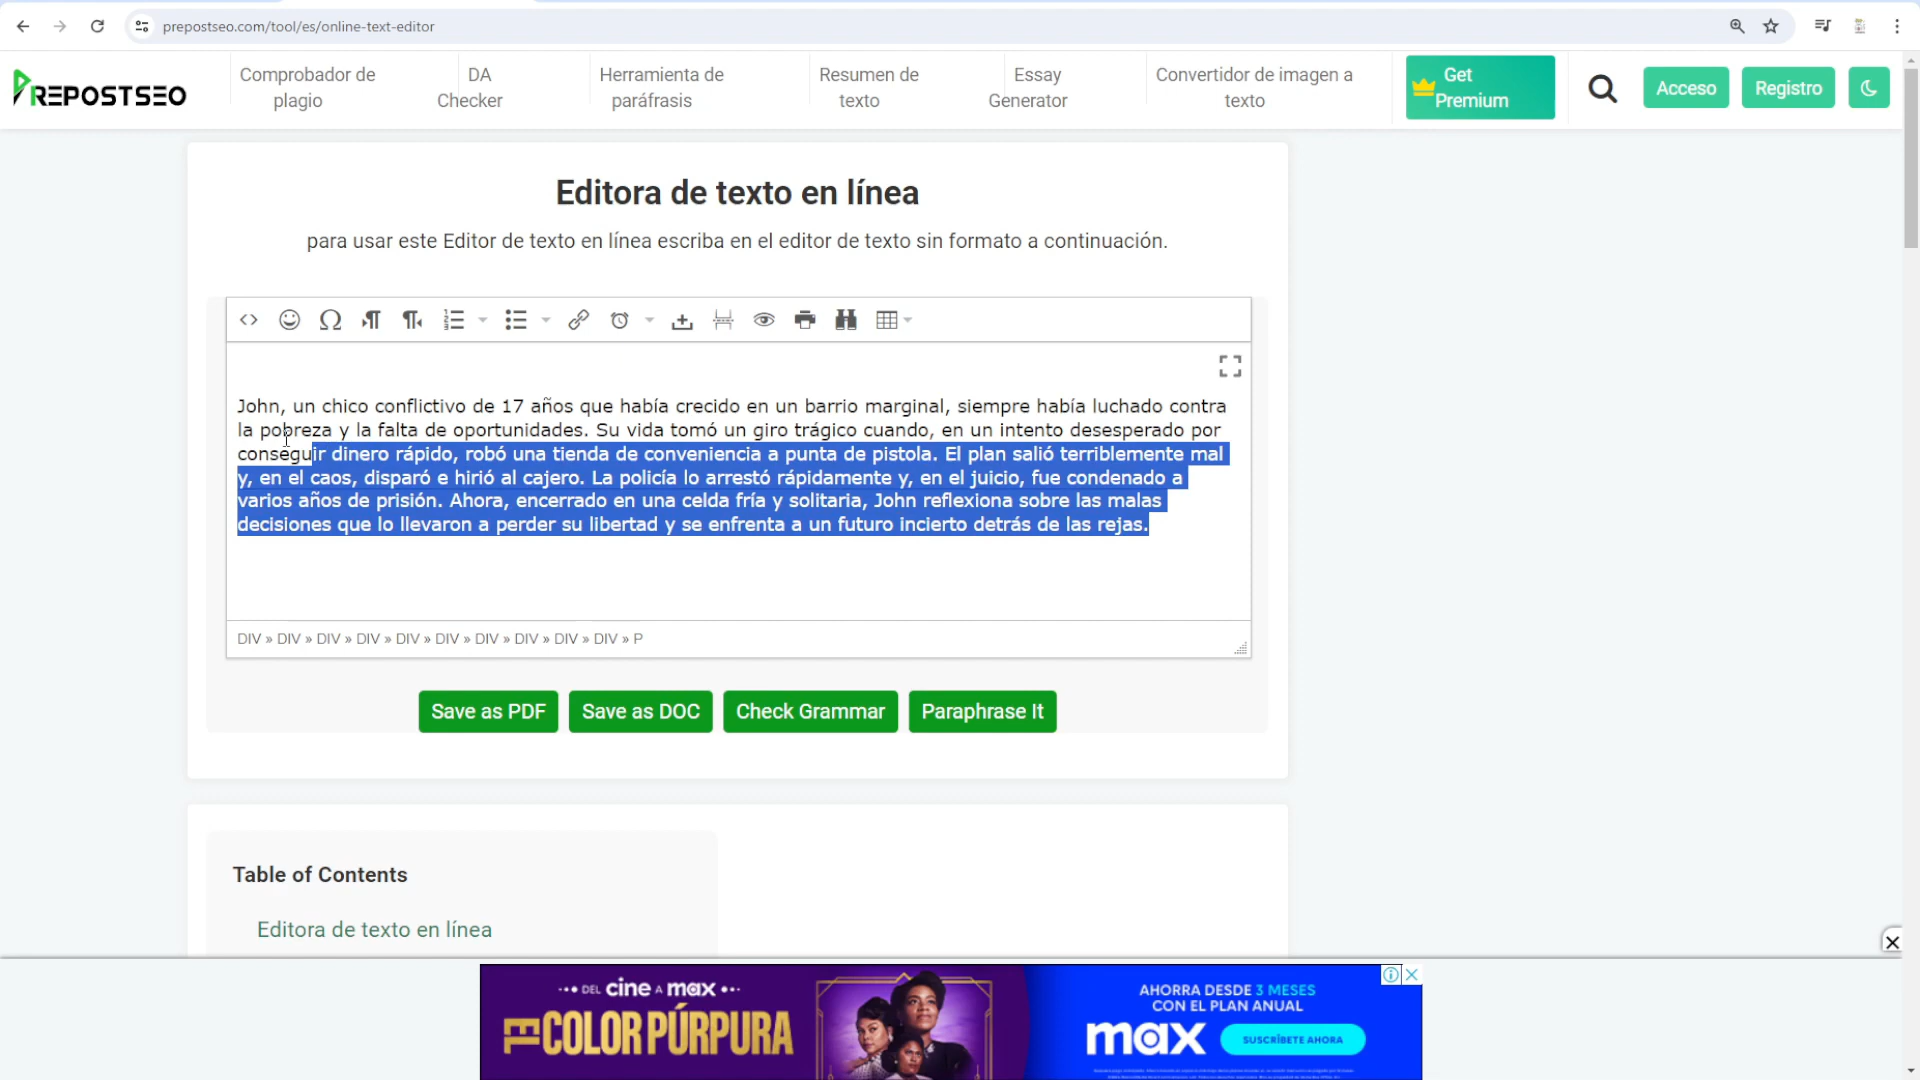 prepostseo.com/tool/es/online-text-editor
PREPOSTSEO
Comprobador de
plagio
DA
Checker
Herramienta de
paráfrasis
Resumen de
texto
Essay
Generator
Convertidor de imagen a
texto
Get
Premium
Acceso
Registro
Editora de texto en línea
para usar este Editor de texto en línea escriba en el editor de texto sin formato a continuación.
John, un chico conflictivo de 17 años que había crecido en un barrio marginal, siempre había luchado contra
la pobreza y la falta de oportunidades. Su vida tomó un giro trágico cuando, en un intento desesperado por
conseguir dinero rápido, robó una tienda de conveniencia a punta de pistola. El plan salió terriblemente mal
y, en el caos, disparó e hirió al cajero. La policía lo arrestó rápidamente y, en el juicio, fue condenado a
varios años de prisión. Ahora, encerrado en una celda fría y solitaria, John reflexiona sobre las malas
decisiones que lo llevaron a perder su libertad y se enfrenta a un futuro incierto detrás de las rejas.
DIV » DIV » DIV » DIV » DIV » DIV » DIV » DIV » DIV » DIV » P
Save as PDF
Save as DOC
Check Grammar
Paraphrase It
Table of Contents
Editora de texto en línea
DEL cine A max
EL COLOR PÚRPURA
AHORA DESDE 3 MESES
CON EL PLAN ANUAL
max
SUSCRÍBETE AHORA